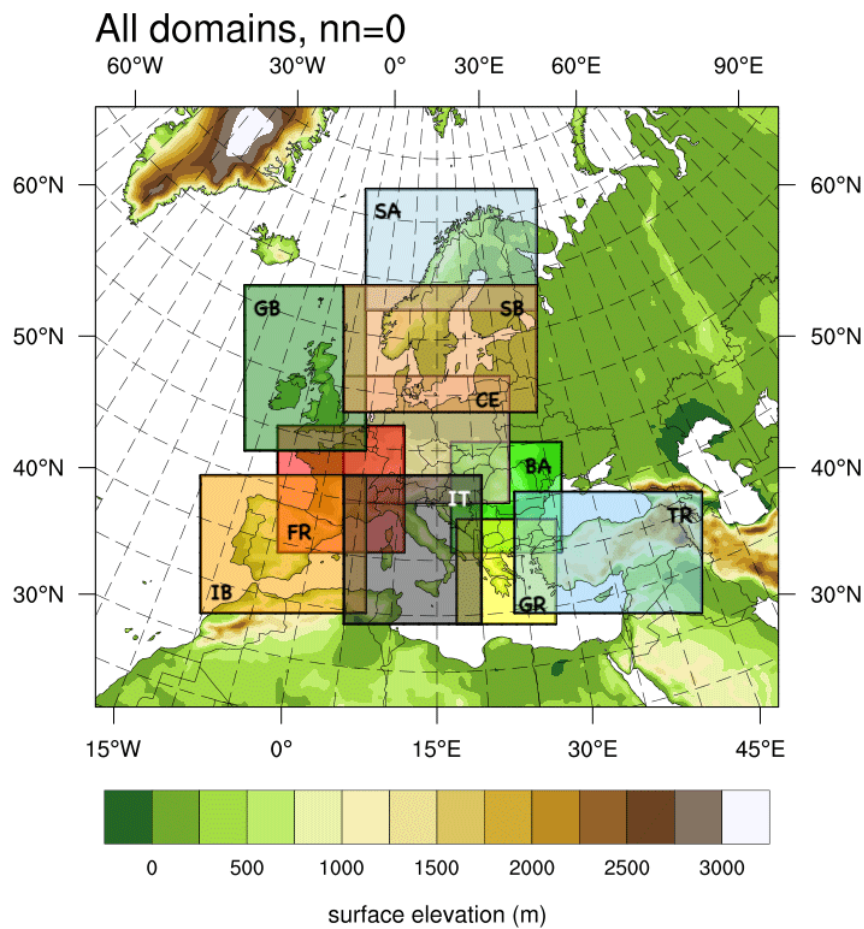 All domains, nn=0
60°W 30°W 0° 30°E 60°E 90°E
60°N 60°N
SA
GB SB
50°N 50°N
CE
40°N BA 40°N
IT
FR TR
IB GR
30°N 30°N
15°W 0° 15°E 30°E 45°E
0 500 1000 1500 2000 2500 3000
surface elevation (m)